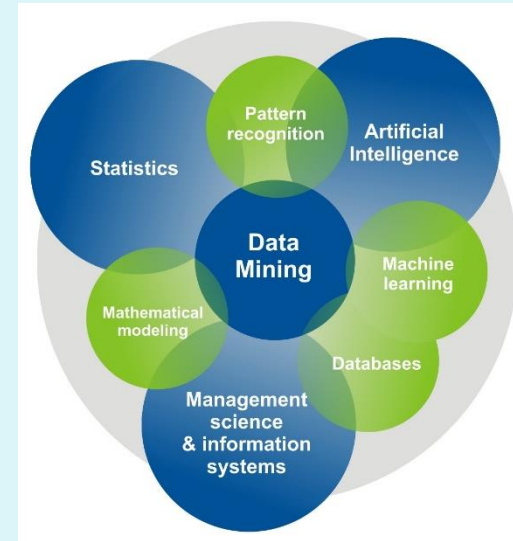 Pattern
recognition
Artificial
Intelligence
Statistics
Data
Mining
Machine
learning
Mathematical
modeling
Databases
Management
science
& information
systems